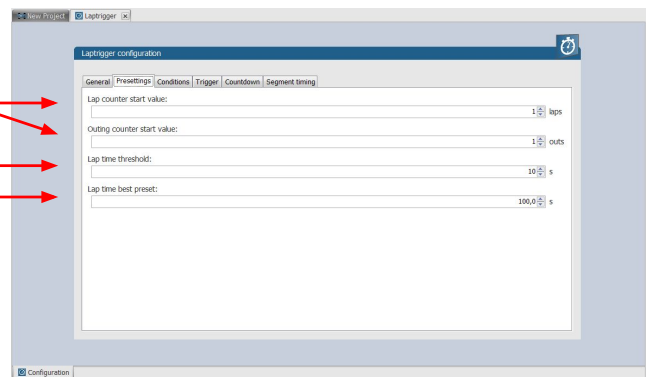 New Project Laptrigger
Laptrigger configuration
General Presettings Conditions Trigger Countdown Segment timing
Lap counter start value:
1 laps
Outing counter start value:
1 outs
Lap time threshold:
10 s
Lap time best preset:
100,0 s
Configuration